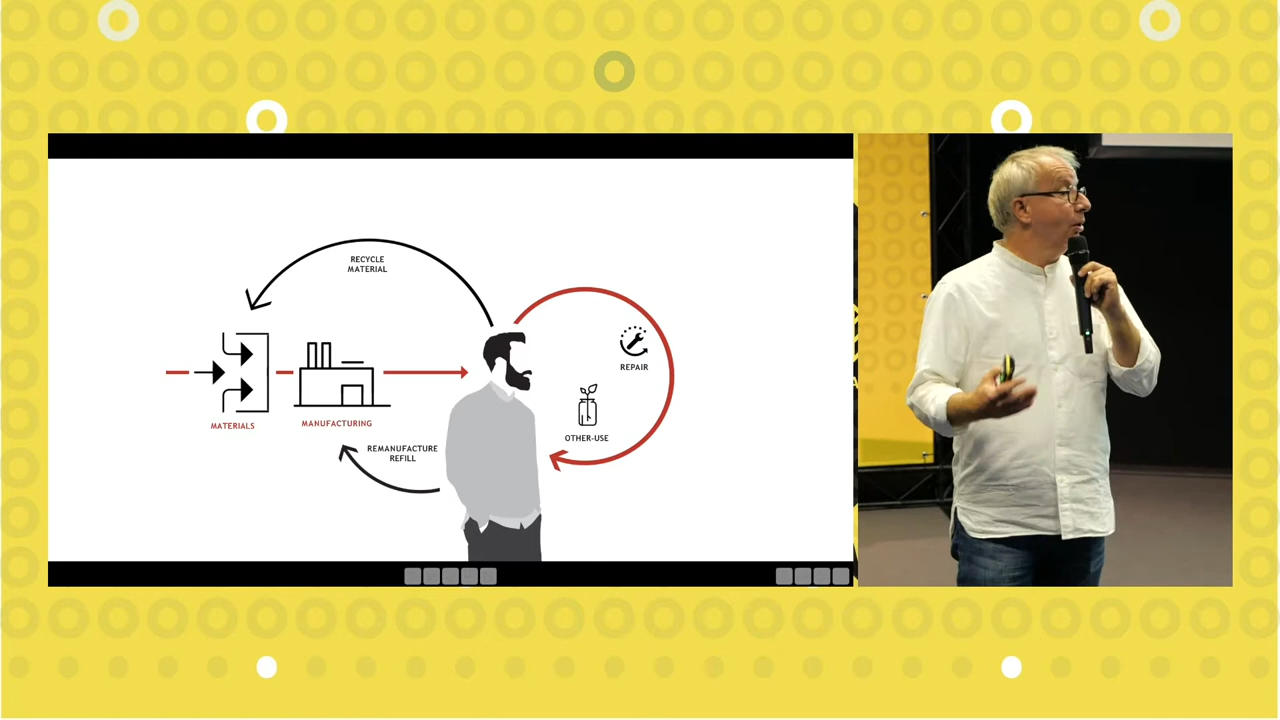 RECYCLE
MATERIAL
REPAIR
MATERIALS
MANUFACTURING
OTHER-USE
REMANUFACTURE
REFILL